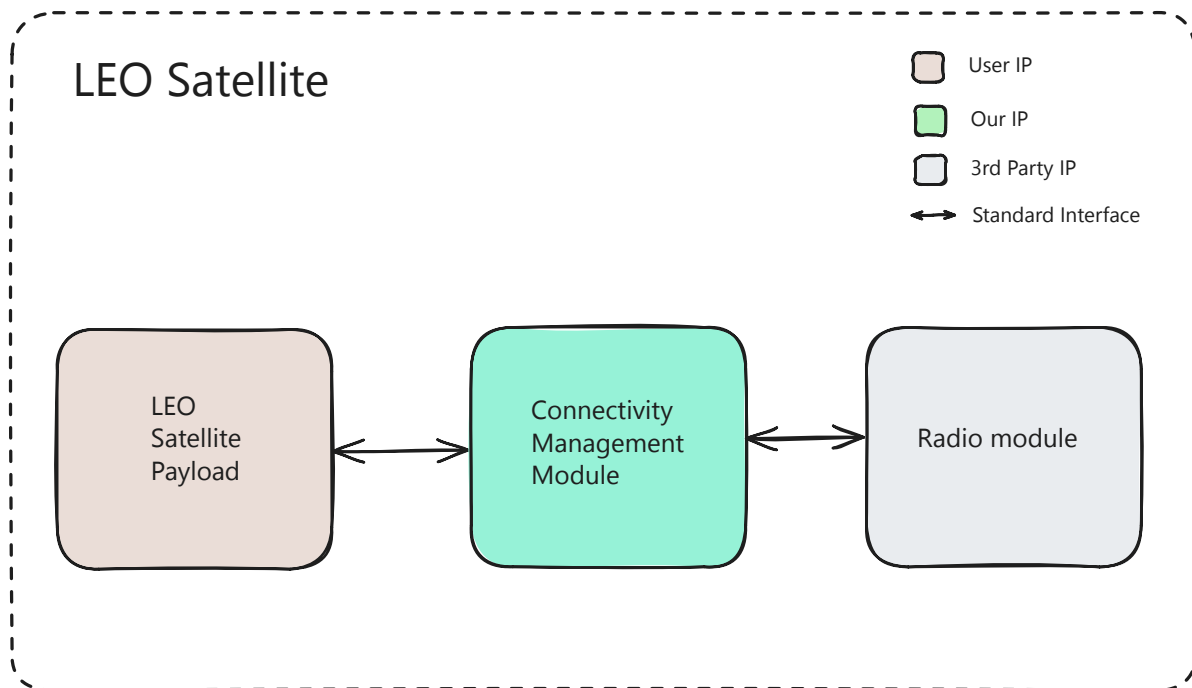 LEO Satellite
User IP
Our IP
3rd Party IP
Standard Interface
LEO
Satellite
Payload
Connectivity
Management
Module
Radio module